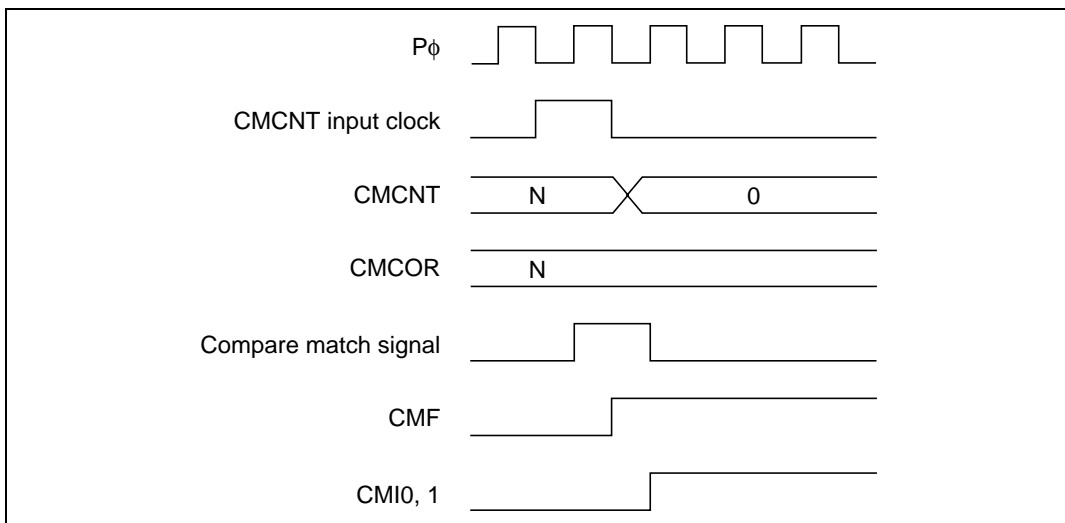 Pϕ
CMCNT input clock
CMCNT
N
0
CMCOR
N
Compare match signal
CMF
CMI0, 1